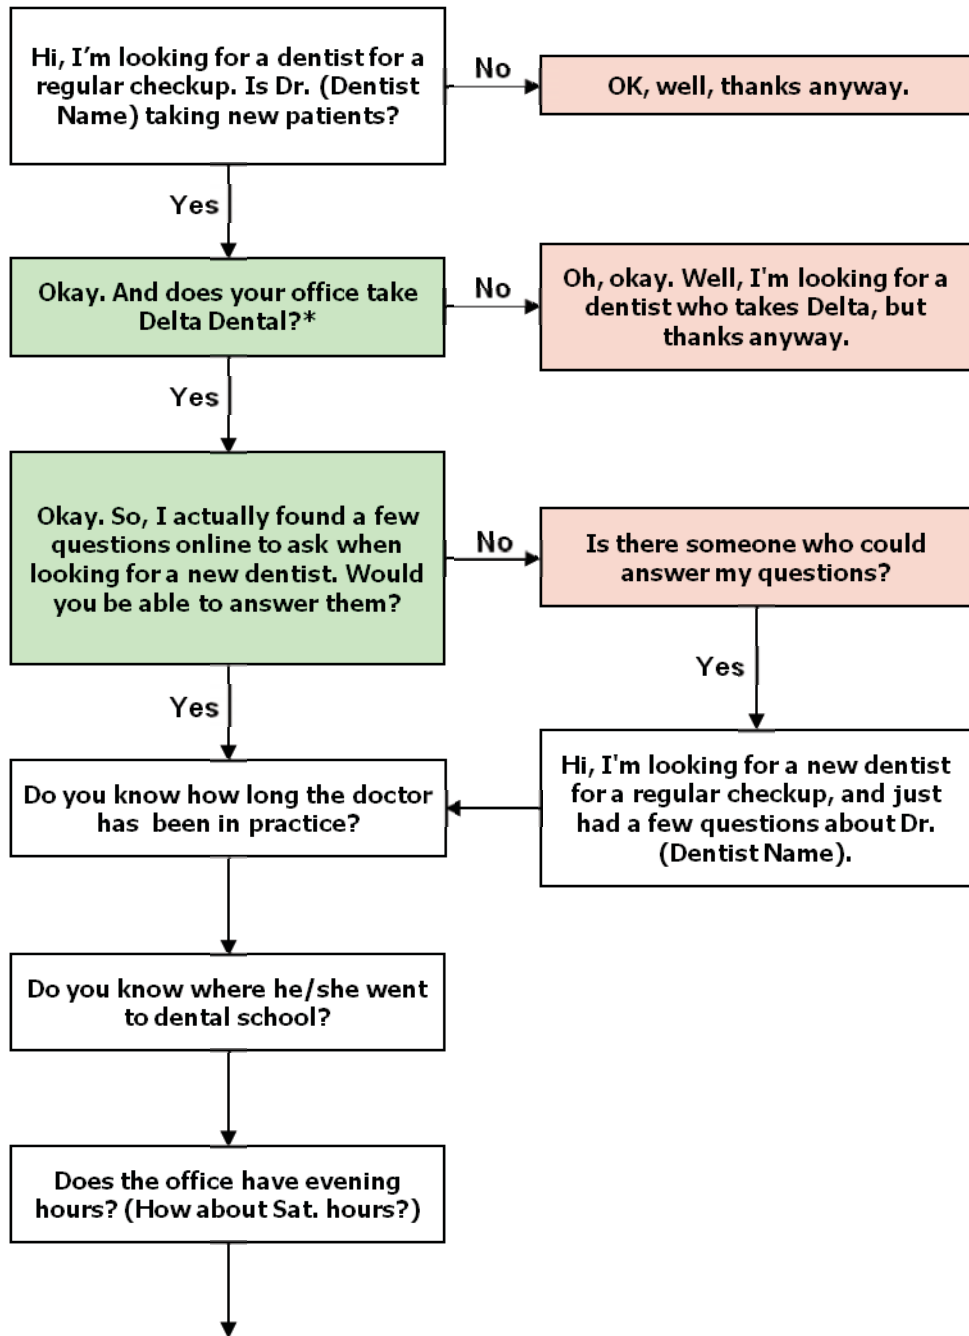 Hi, I’m looking for a dentist for a
regular checkup. Is Dr. (Dentist
Name) taking new patients?
No
OK, well, thanks anyway.
Yes
Okay. And does your office take
Delta Dental?*
No
Oh, okay. Well, I'm looking for a
dentist who takes Delta, but
thanks anyway.
Yes
Okay. So, I actually found a few
questions online to ask when
looking for a new dentist. Would
you be able to answer them?
No
Is there someone who could
answer my questions?
Yes
Yes
Hi, I'm looking for a new dentist
for a regular checkup, and just
had a few questions about Dr.
(Dentist Name).
Do you know how long the doctor
has been in practice?
Do you know where he/she went
to dental school?
Does the office have evening
hours? (How about Sat. hours?)